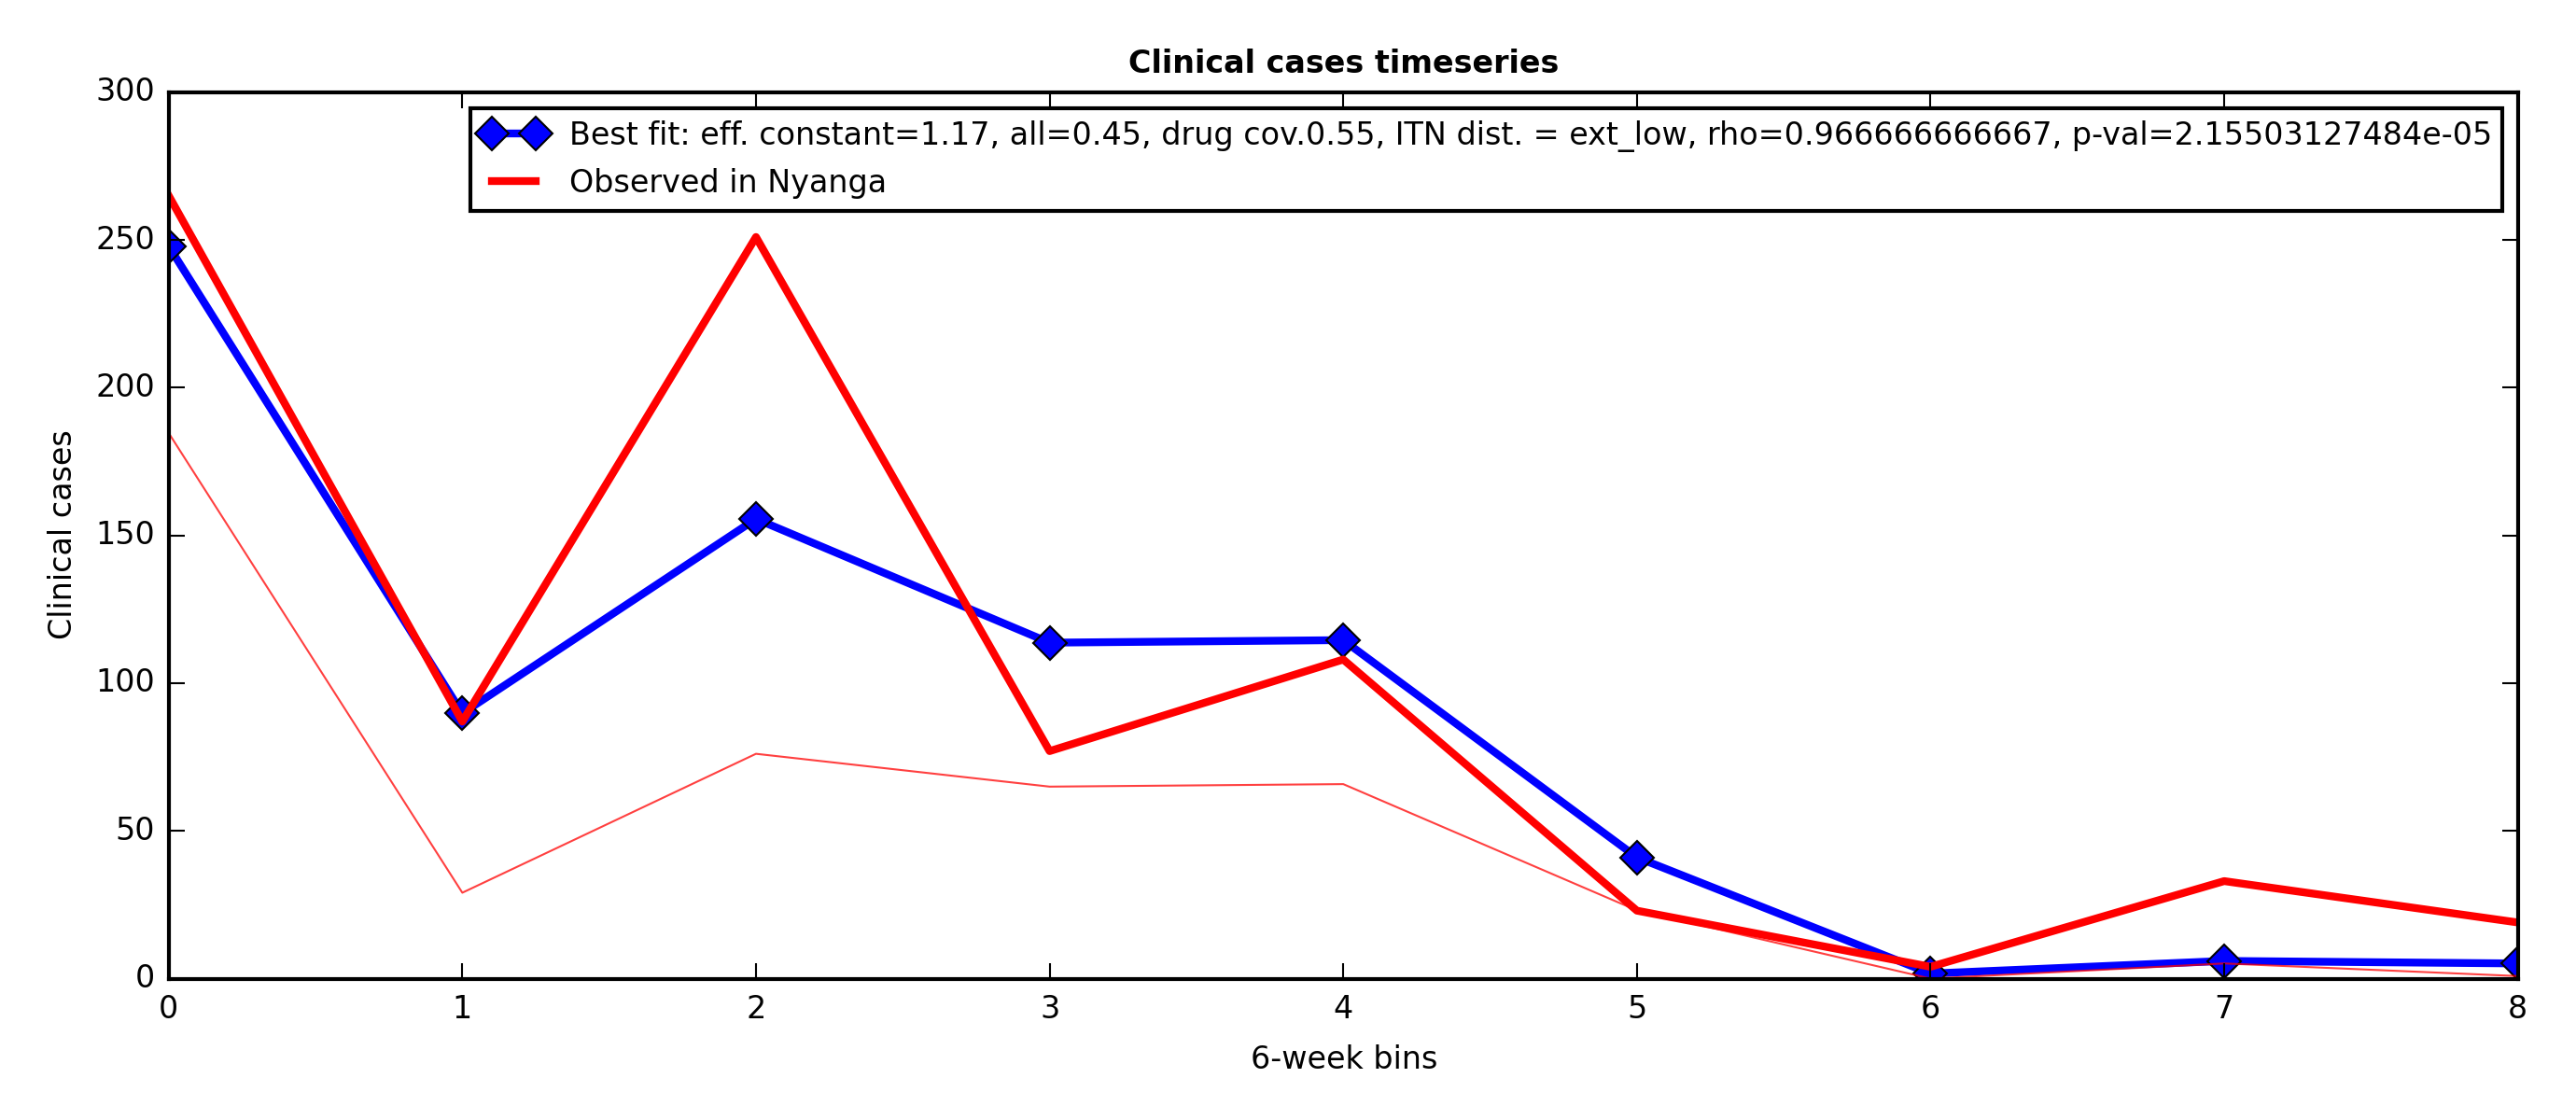 Clinical cases timeseries
300
250
200
150
100
50
0
Clinical cases
Best fit: eff. constant=1.17, all=0.45, drug cov.0.55, ITN dist. = ext_low, rho=0.966666666667, p-val=2.15503127484e-05
Observed in Nyanga
0 1 2 3 4 5 6 7 8
6-week bins